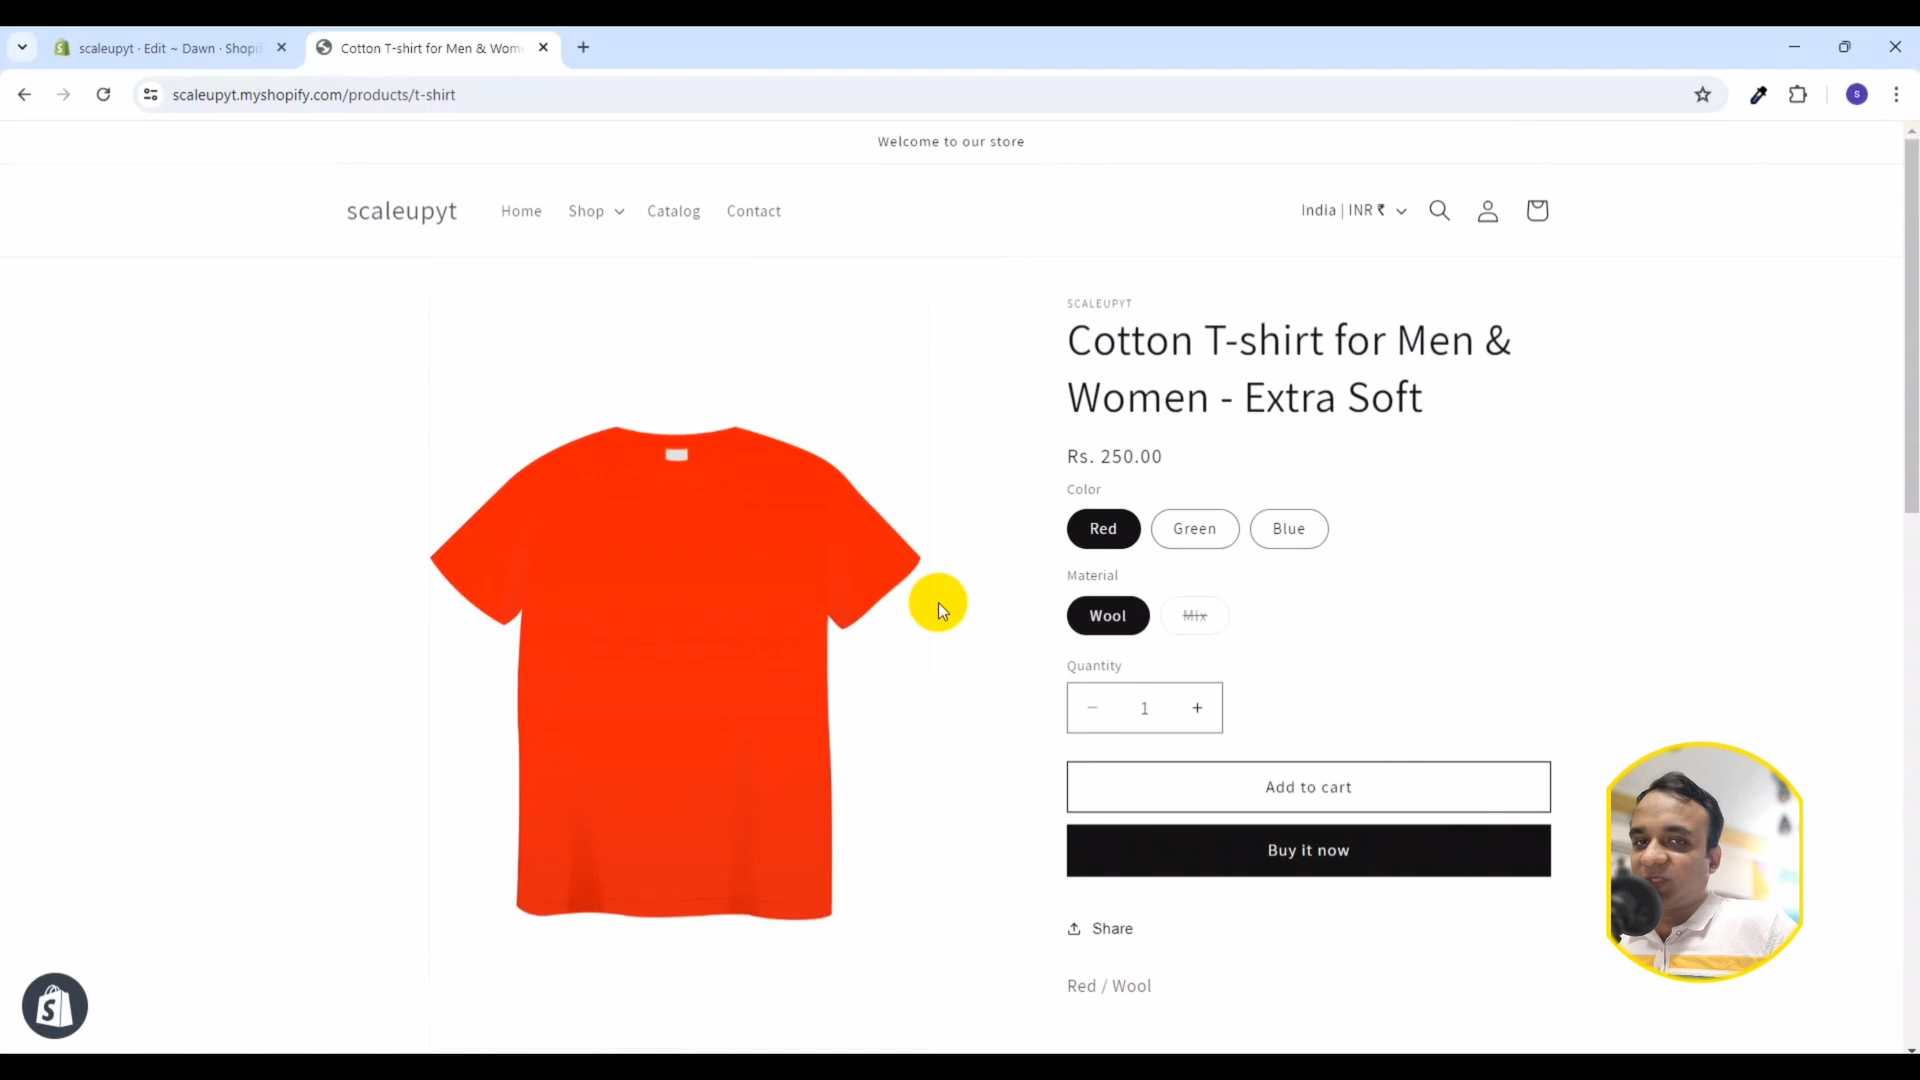 scaleupyt · Edit ~ Dawn · Shopif
Cotton T-shirt for Men & Wom
scaleupyt.myshopify.com/products/t-shirt
S
Welcome to our store
scaleupyt
Home
Shop
Catalog
Contact
India | INR ₹
SCALEUPYT
Cotton T-shirt for Men &
Women - Extra Soft
Rs. 250.00
Color
Red
Green
Blue
Material
Wool
Mix
Quantity
− 1 +
Add to cart
Buy it now
Share
Red / Wool